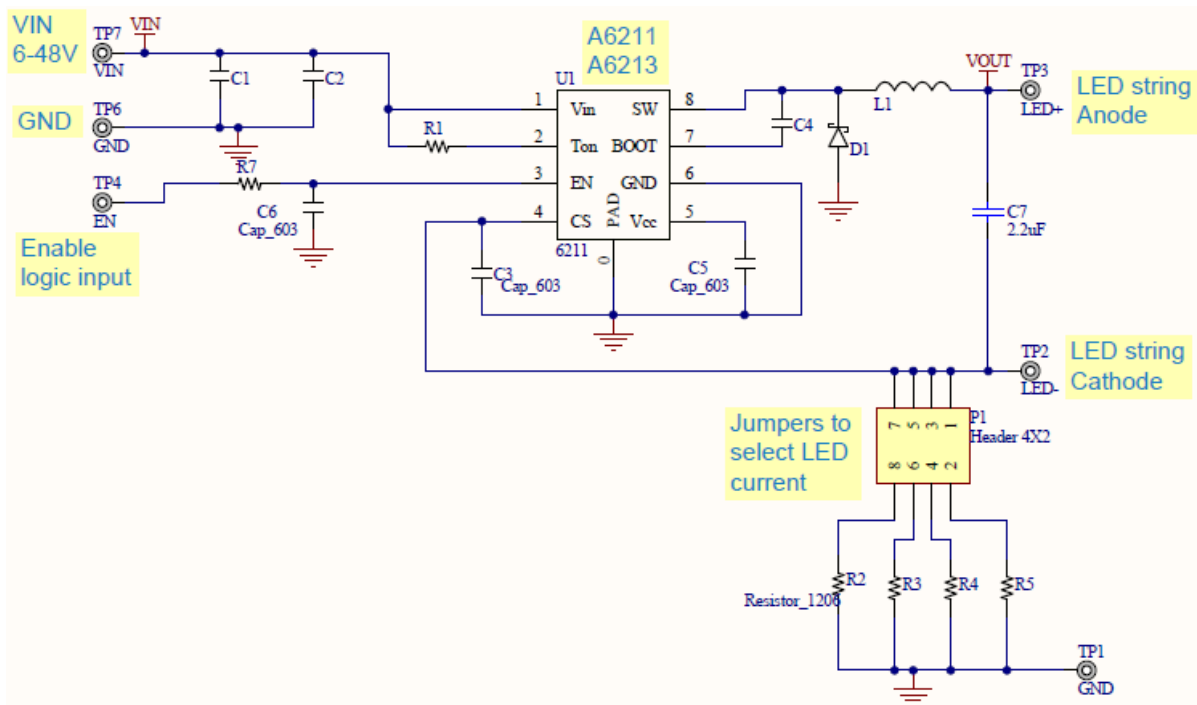 VIN
6-48V
TP7
VIN
VIN
C1
C2
GND
TP6
GND
R1
R7
TP4
EN
C6
Cap_603
Enable
logic input
A6211
A6213
U1
1
Vin
SW
8
2
Ton
BOOT
7
3
EN
GND
6
4
CS
PAD
Vcc
5
6211
0
C3
Cap_603
C5
Cap_603
C4
D1
L1
VOUT
TP3
LED+
LED string
Anode
C7
2.2uF
TP2
LED-
LED string
Cathode
Jumpers to
select LED
current
P1
Header 4X2
7
5
3
1
8
6
4
2
R2
Resistor_1206
R3
R4
R5
TP1
GND